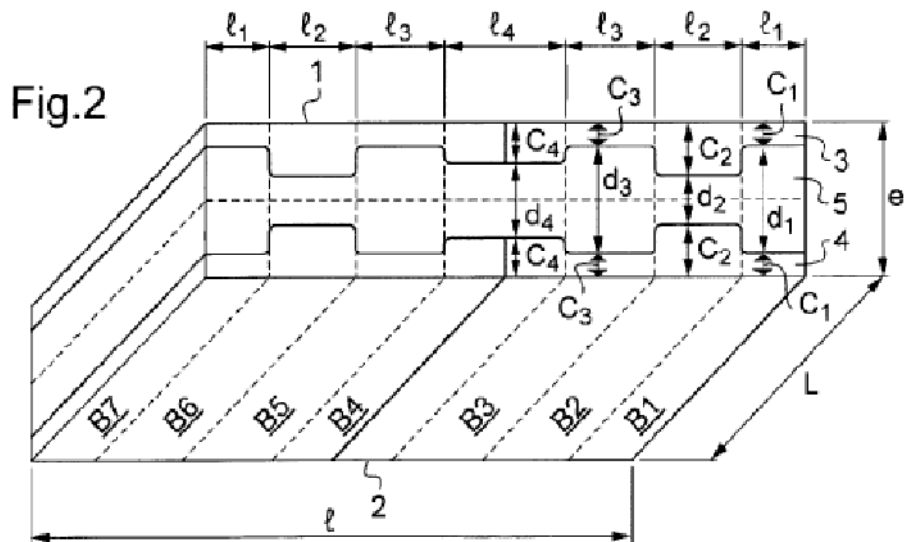 ℓ₁ ℓ₂ ℓ₃ ℓ₄ ℓ₃ ℓ₂ ℓ₁
Fig.2
1
C₃ C₁
C₄ C₂ 3
d₃ e
d₄ d₂ d₁ 5
C₄ C₂ 4
C₃ C₁
L
B7 B6 B5 B4 B3 B2 B1
2
ℓ